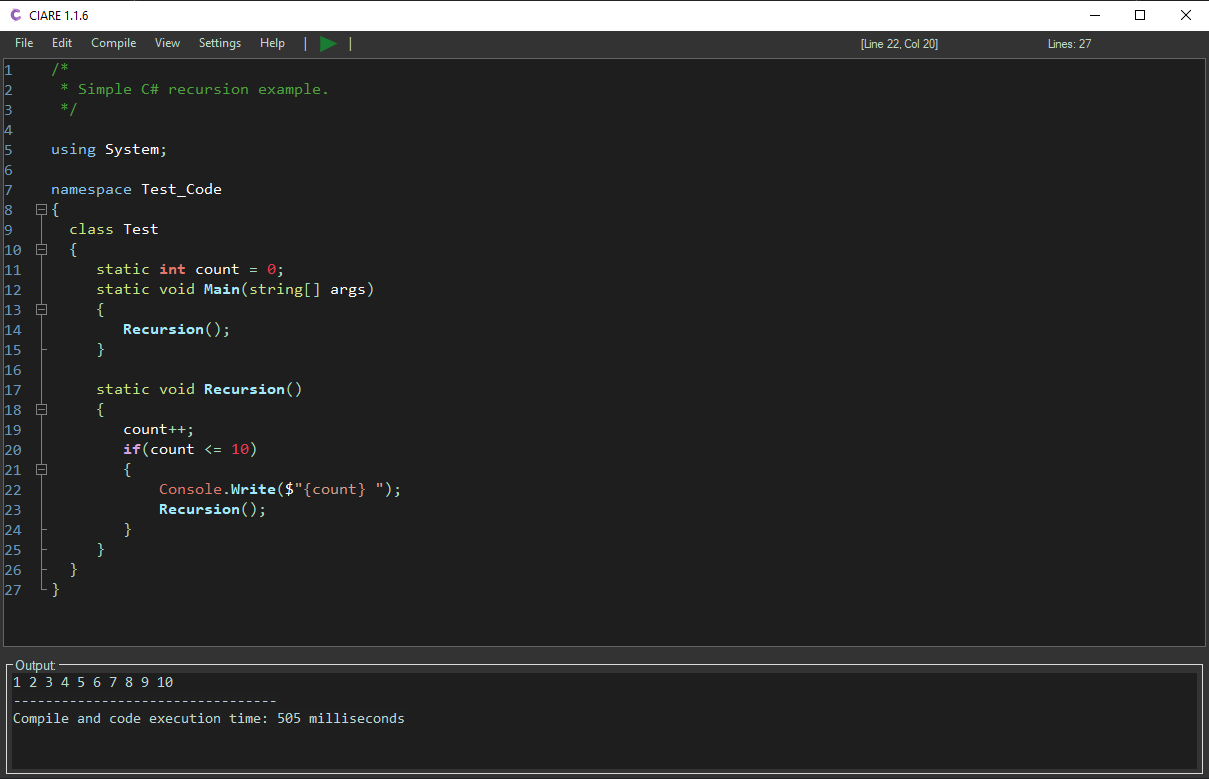 CIARE 1.1.6
File Edit Compile View Settings Help | | [Line 22, Col 20] Lines: 27
1 /*
2 * Simple C# recursion example.
3 */
4
5 using System;
6
7 namespace Test_Code
8 {
9 class Test
10 {
11 static int count = 0;
12 static void Main(string[] args)
13 {
14 Recursion();
15 }
16
17 static void Recursion()
18 {
19 count++;
20 if(count <= 10)
21 {
22 Console.Write($"{count} ");
23 Recursion();
24 }
25 }
26 }
27 }
Output:
1 2 3 4 5 6 7 8 9 10
---------------------------------
Compile and code execution time: 505 milliseconds